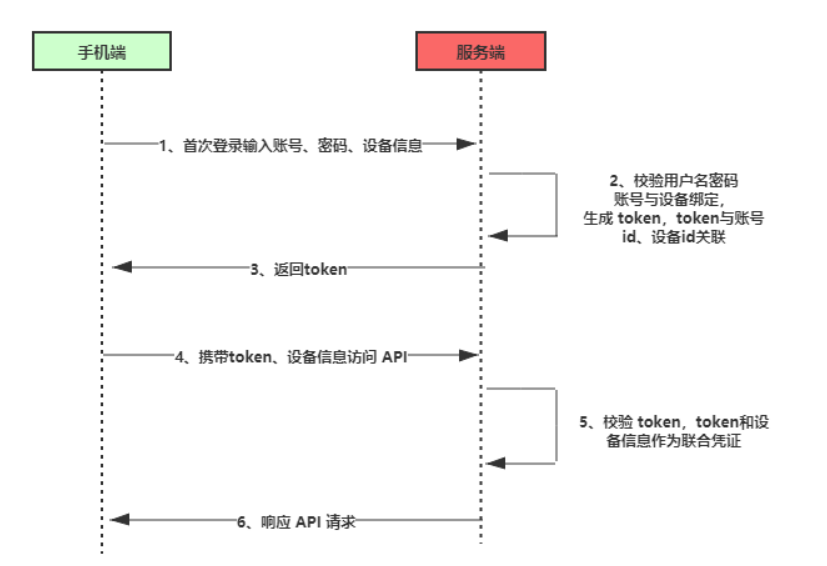 手机端
服务端
1、首次登录输入账号、密码、设备信息
2、校验用户名密码
账号与设备绑定，
生成 token，token与账号
id、设备id关联
3、返回token
4、携带token、设备信息访问 API
5、校验 token，token和设
备信息作为联合凭证
6、响应 API 请求